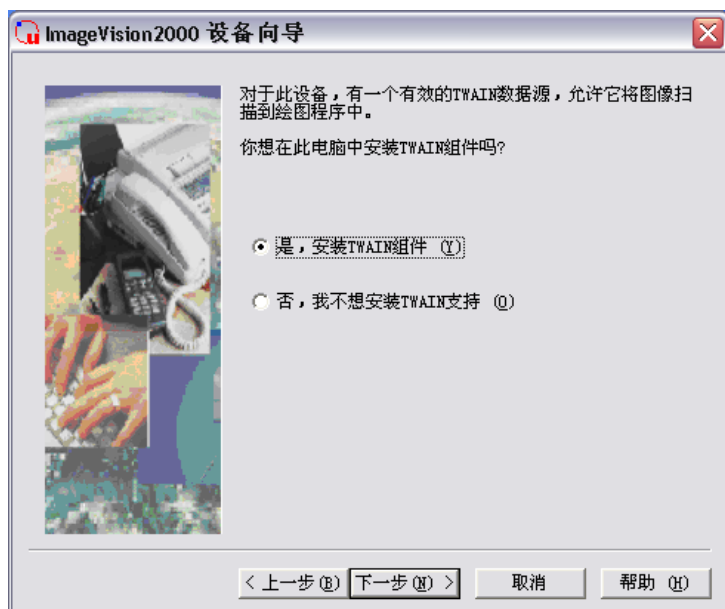 ImageVision2000 设备向导
对于此设备，有一个有效的TWAIN数据源，允许它将图像扫
描到绘图程序中。
你想在此电脑中安装TWAIN组件吗?
是，安装TWAIN组件 (Y)
否，我不想安装TWAIN支持 (O)
< 上一步(B) 下一步(N) > 取消 帮助 (H)